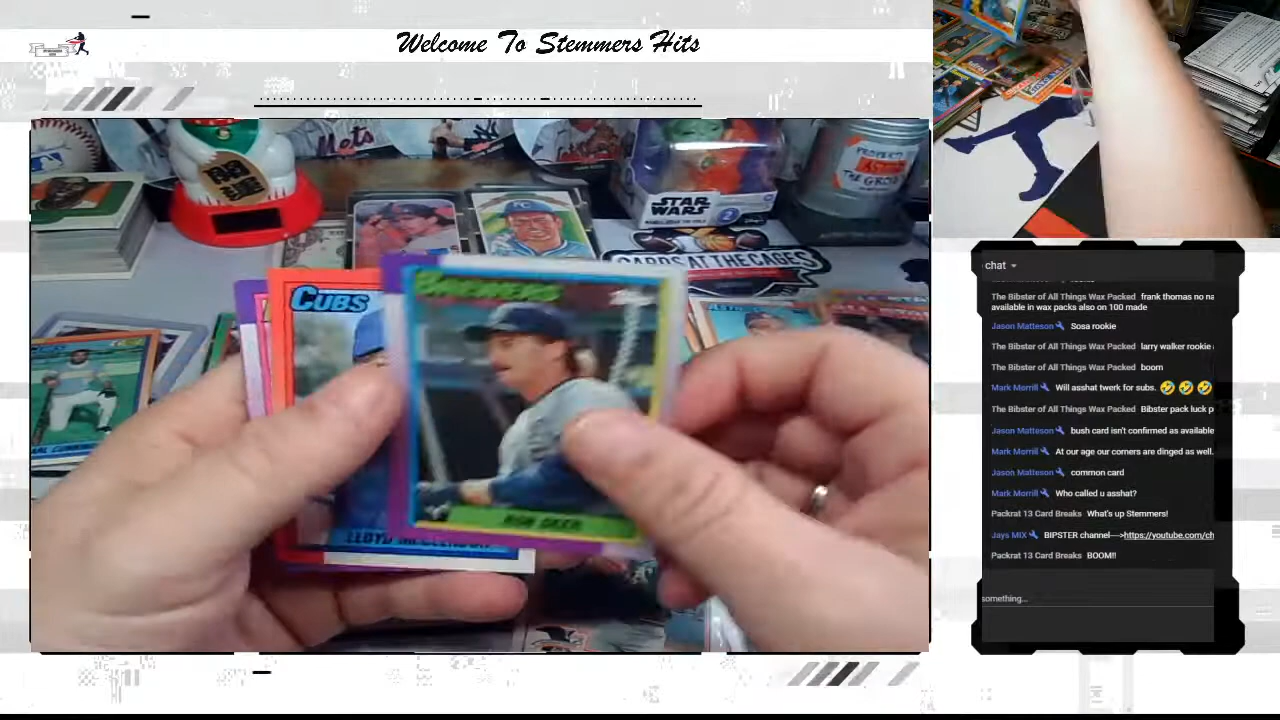 Welcome To Stemmers Hits
Mets
STAR
WARS
CARDS AT THE CAGES
KC
CUBS
BREWERS
ROB DEER
LLOYD McCLENDON
chat
The Bibster of All Things Wax Packed frank thomas no na
available in wax packs also on 100 made
Jason Matteson Sosa rookie
The Bibster of All Things Wax Packed larry walker rookie
The Bibster of All Things Wax Packed boom
Mark Morrill Will asshat twerk for subs. 🤣 🤣 🤣
The Bibster of All Things Wax Packed Bibster pack luck p
Jason Matteson bush card isn't confirmed as available
Mark Morrill At our age our corners are dinged as well.
Jason Matteson common card
Mark Morrill Who called u asshat?
Packrat 13 Card Breaks What's up Stemmers!
Jays MIX BIPSTER channel--->https://youtube.com/ch
Packrat 13 Card Breaks BOOM!!
something...